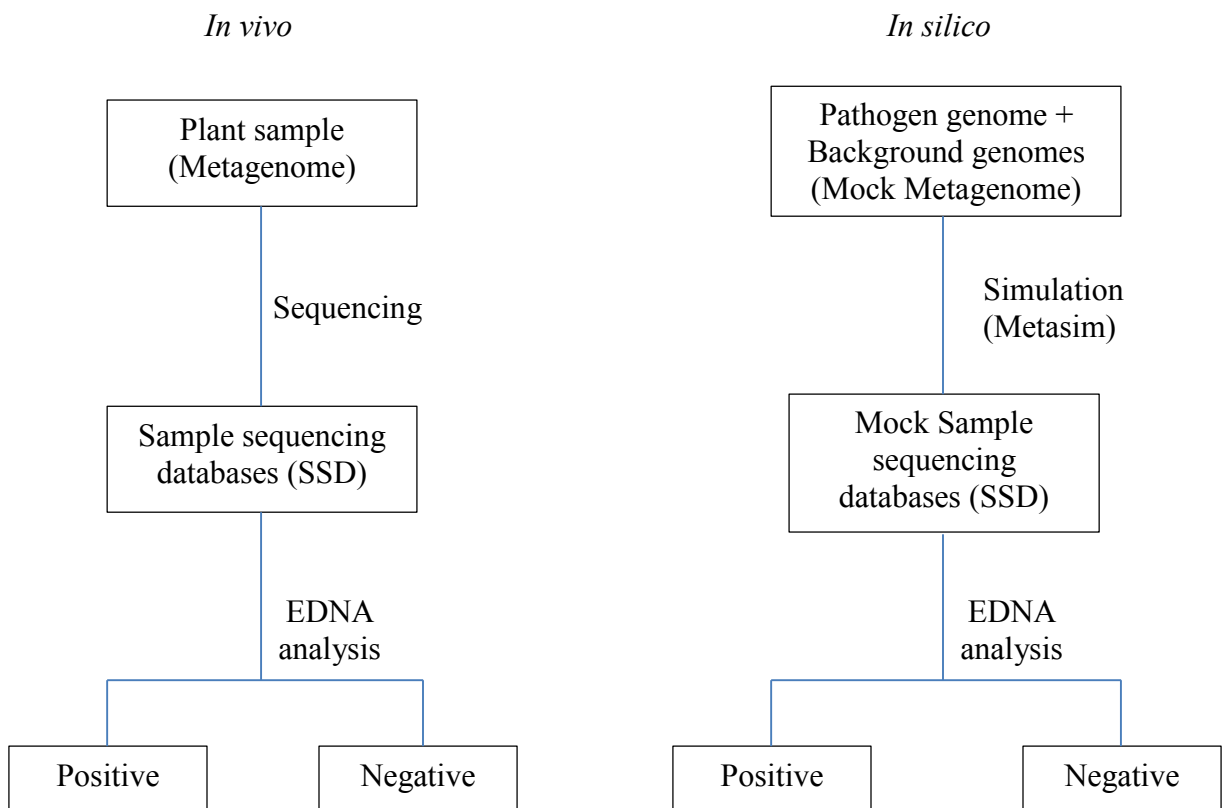 In vivo
Plant sample
(Metagenome)
Sequencing
Sample sequencing
databases (SSD)
EDNA
analysis
Positive
Negative
In silico
Pathogen genome +
Background genomes
(Mock Metagenome)
Simulation
(Metasim)
Mock Sample
sequencing
databases (SSD)
EDNA
analysis
Positive
Negative